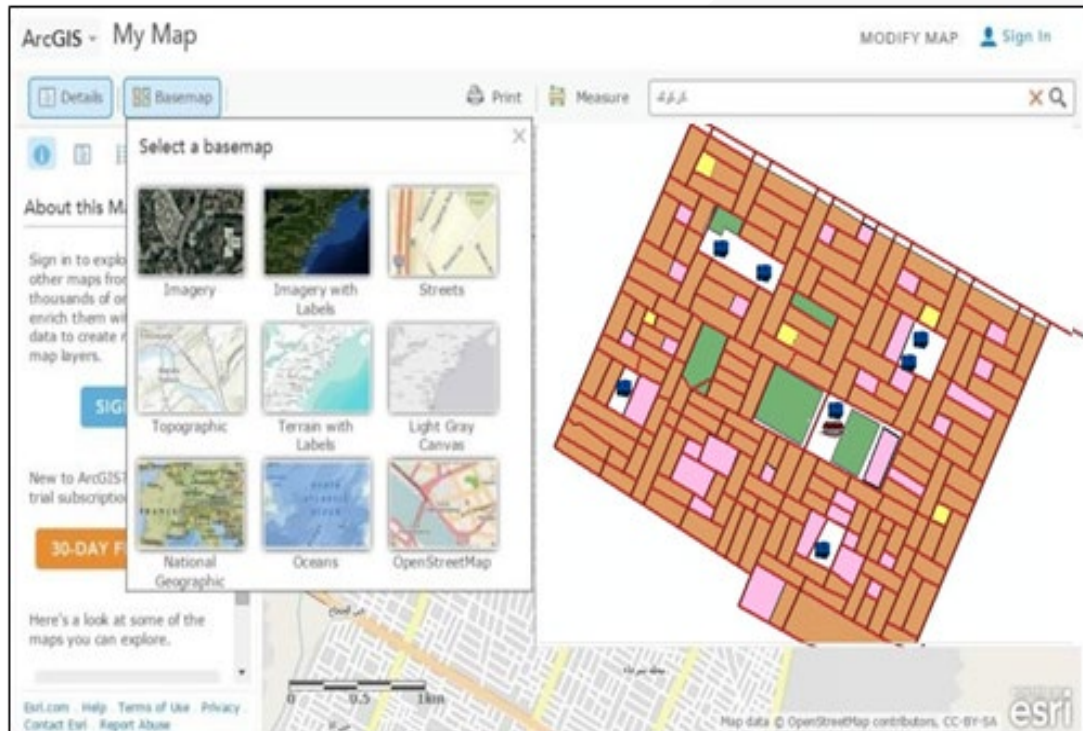 ArcGIS
My Map
MODIFY MAP
Sign In
Details
Basemap
Print
Measure
Select a basemap
Imagery
Imagery with
Labels
Streets
Topographic
Terrain with
Labels
Light Gray
Canvas
National
Geographic
Oceans
OpenStreetMap
About this M
Sign in to explo
other maps fro
thousands of or
enrich them wi
data to create
map layers.
SIG
New to ArcGIS?
trial subscriptio
30-DAY F
Here's a look at some of the
maps you can explore.
Esri.com Help Terms of Use Privacy
Contact Esri Report Abuse
0 0.5 1km
Map data © OpenStreetMap contributors, CC-BY-SA
esri